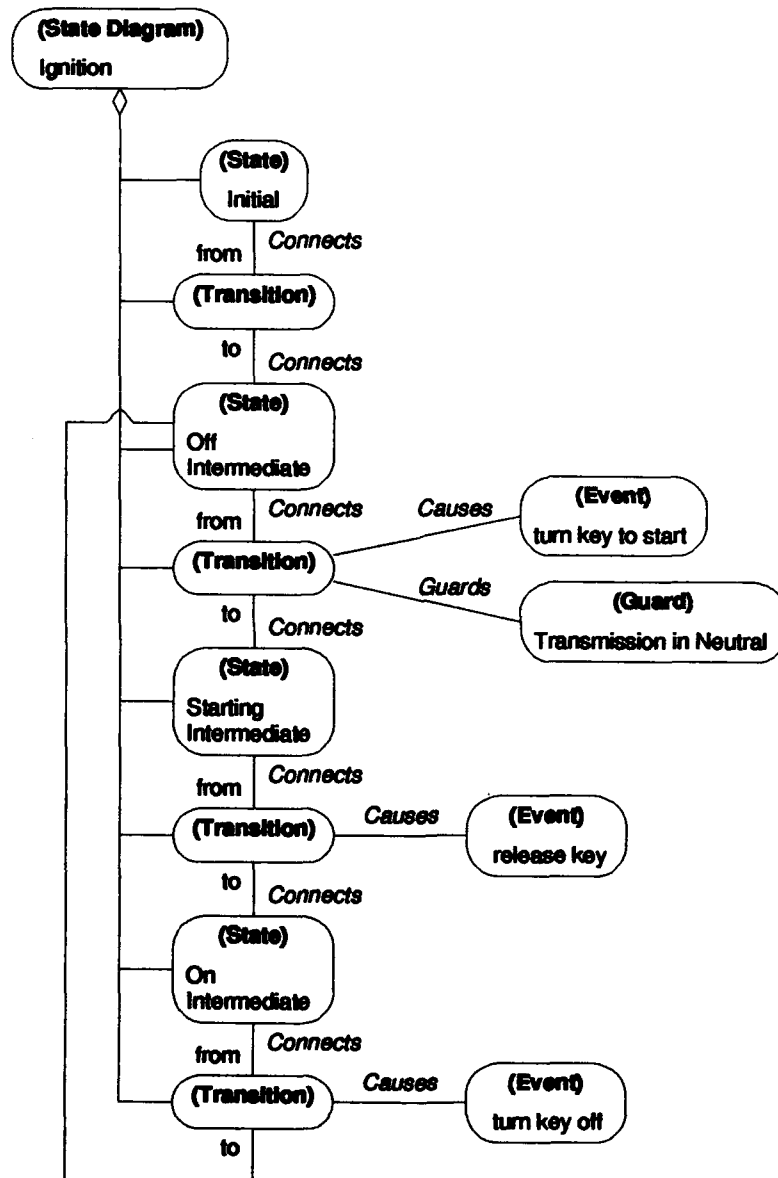 (State Diagram)
Ignition
(State)
Initial
from
Connects
(Transition)
to
Connects
(State)
Off
Intermediate
from
Connects
Causes
(Event)
turn key to start
(Transition)
Guards
(Guard)
Transmission in Neutral
to
Connects
(State)
Starting
Intermediate
from
Connects
(Transition)
Causes
(Event)
release key
to
Connects
(State)
On
Intermediate
from
Connects
(Transition)
Causes
(Event)
turn key off
to